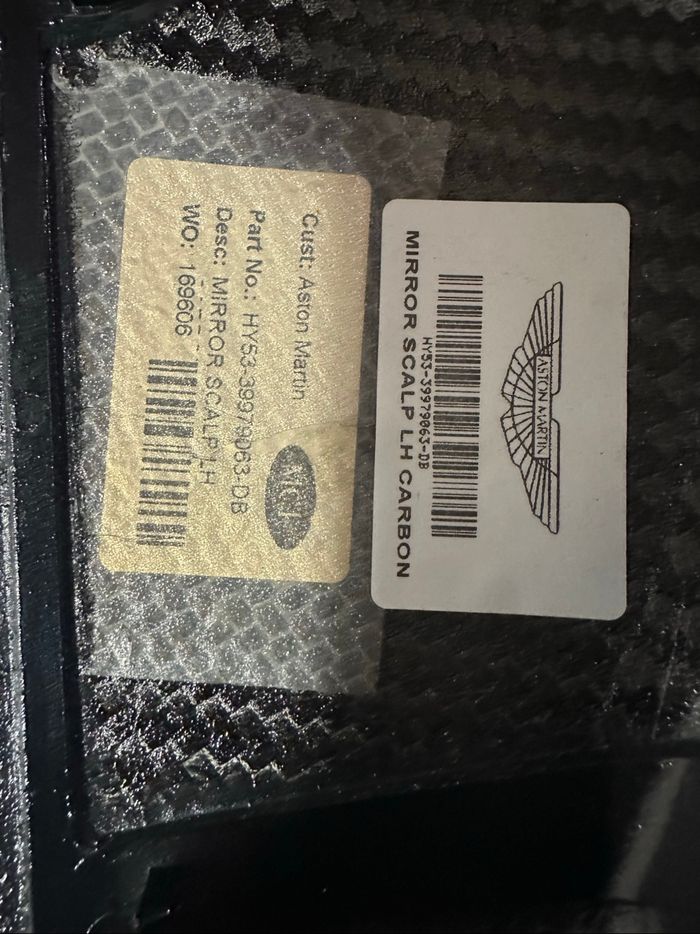 Cust: Aston Martin
Part No.: HY53-39979063-DB
Desc: MIRROR SCALP LH
WO: 169606
ASTON MARTIN
HY53-39979063-DB
MIRROR SCALP LH CARBON